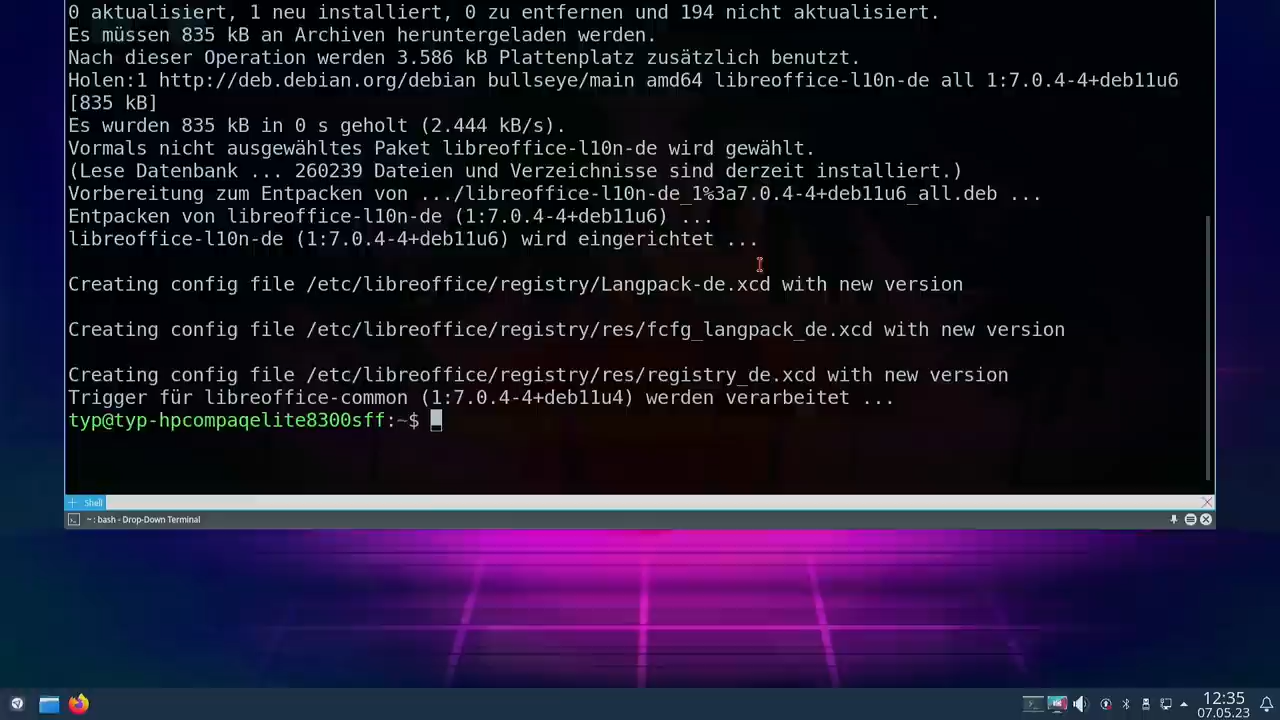 0 aktualisiert, 1 neu installiert, 0 zu entfernen und 194 nicht aktualisiert.
Es müssen 835 kB an Archiven heruntergeladen werden.
Nach dieser Operation werden 3.586 kB Plattenplatz zusätzlich benutzt.
Holen:1 http://deb.debian.org/debian bullseye/main amd64 libreoffice-l10n-de all 1:7.0.4-4+deb11u6
[835 kB]
Es wurden 835 kB in 0 s geholt (2.444 kB/s).
Vormals nicht ausgewähltes Paket libreoffice-l10n-de wird gewählt.
(Lese Datenbank ... 260239 Dateien und Verzeichnisse sind derzeit installiert.)
Vorbereitung zum Entpacken von .../libreoffice-l10n-de_1%3a7.0.4-4+deb11u6_all.deb ...
Entpacken von libreoffice-l10n-de (1:7.0.4-4+deb11u6) ...
libreoffice-l10n-de (1:7.0.4-4+deb11u6) wird eingerichtet ...
Creating config file /etc/libreoffice/registry/Langpack-de.xcd with new version
Creating config file /etc/libreoffice/registry/res/fcfg_langpack_de.xcd with new version
Creating config file /etc/libreoffice/registry/res/registry_de.xcd with new version
Trigger für libreoffice-common (1:7.0.4-4+deb11u4) werden verarbeitet ...
typ@typ-hpcompaqelite8300sff:~$
Shell
~ : bash - Drop-Down Terminal
12:35
07.05.23